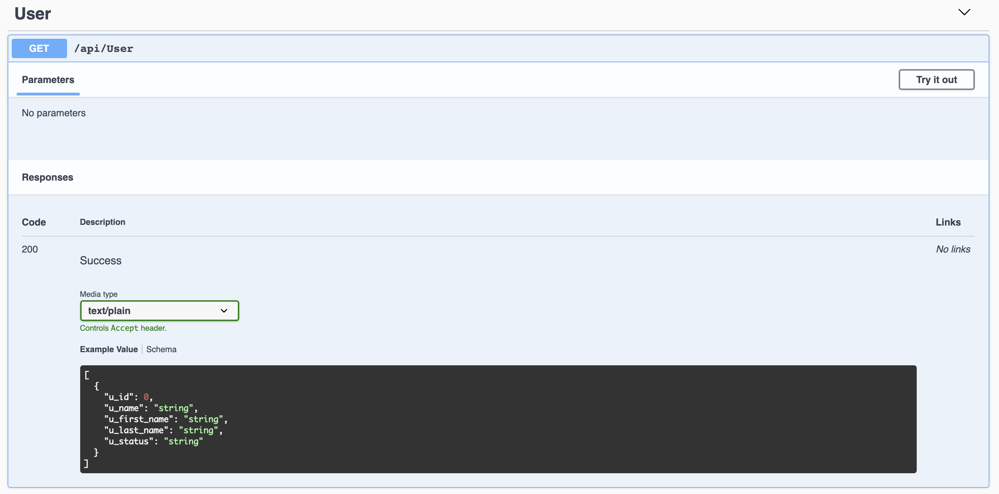 User
GET /api/User
Parameters
Try it out
No parameters
Responses
Code Description Links
200 No links
Success
Media type
text/plain
Controls Accept header.
Example Value Schema
[
  {
    "u_id": 0,
    "u_name": "string",
    "u_first_name": "string",
    "u_last_name": "string",
    "u_status": "string"
  }
]